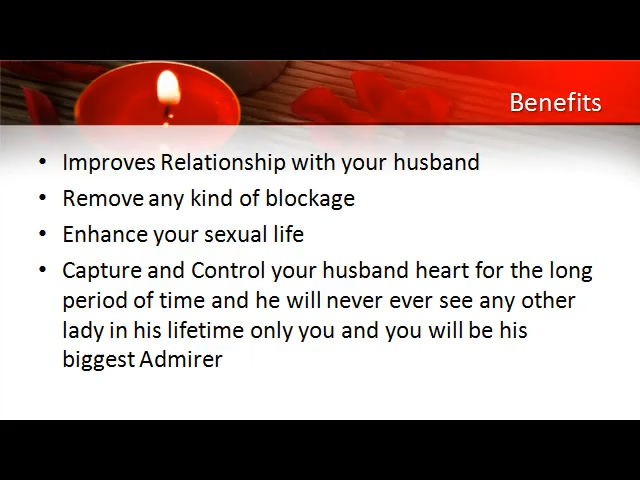 Benefits
• Improves Relationship with your husband
• Remove any kind of blockage
• Enhance your sexual life
• Capture and Control your husband heart for the long
period of time and he will never ever see any other
lady in his lifetime only you and you will be his
biggest Admirer